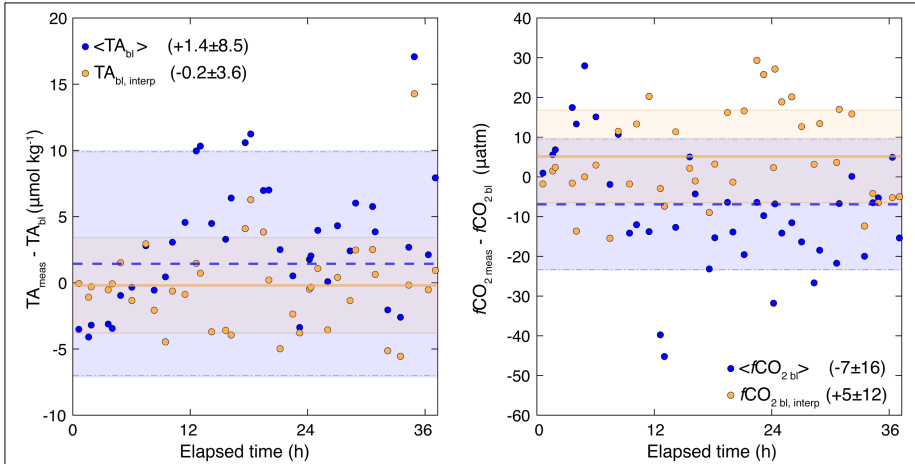 20
15
10
5
0
-5
-10
TAmeas - TAbl (μmol kg⁻¹)
<TAbl> (+1.4±8.5)
TAbl, interp (-0.2±3.6)
0 12 24 36
Elapsed time (h)
40
30
20
10
0
-10
-20
-30
-40
-50
-60
fCO2 meas - fCO2 bl (μatm)
<fCO2 bl> (-7±16)
fCO2 bl, interp (+5±12)
0 12 24 36
Elapsed time (h)